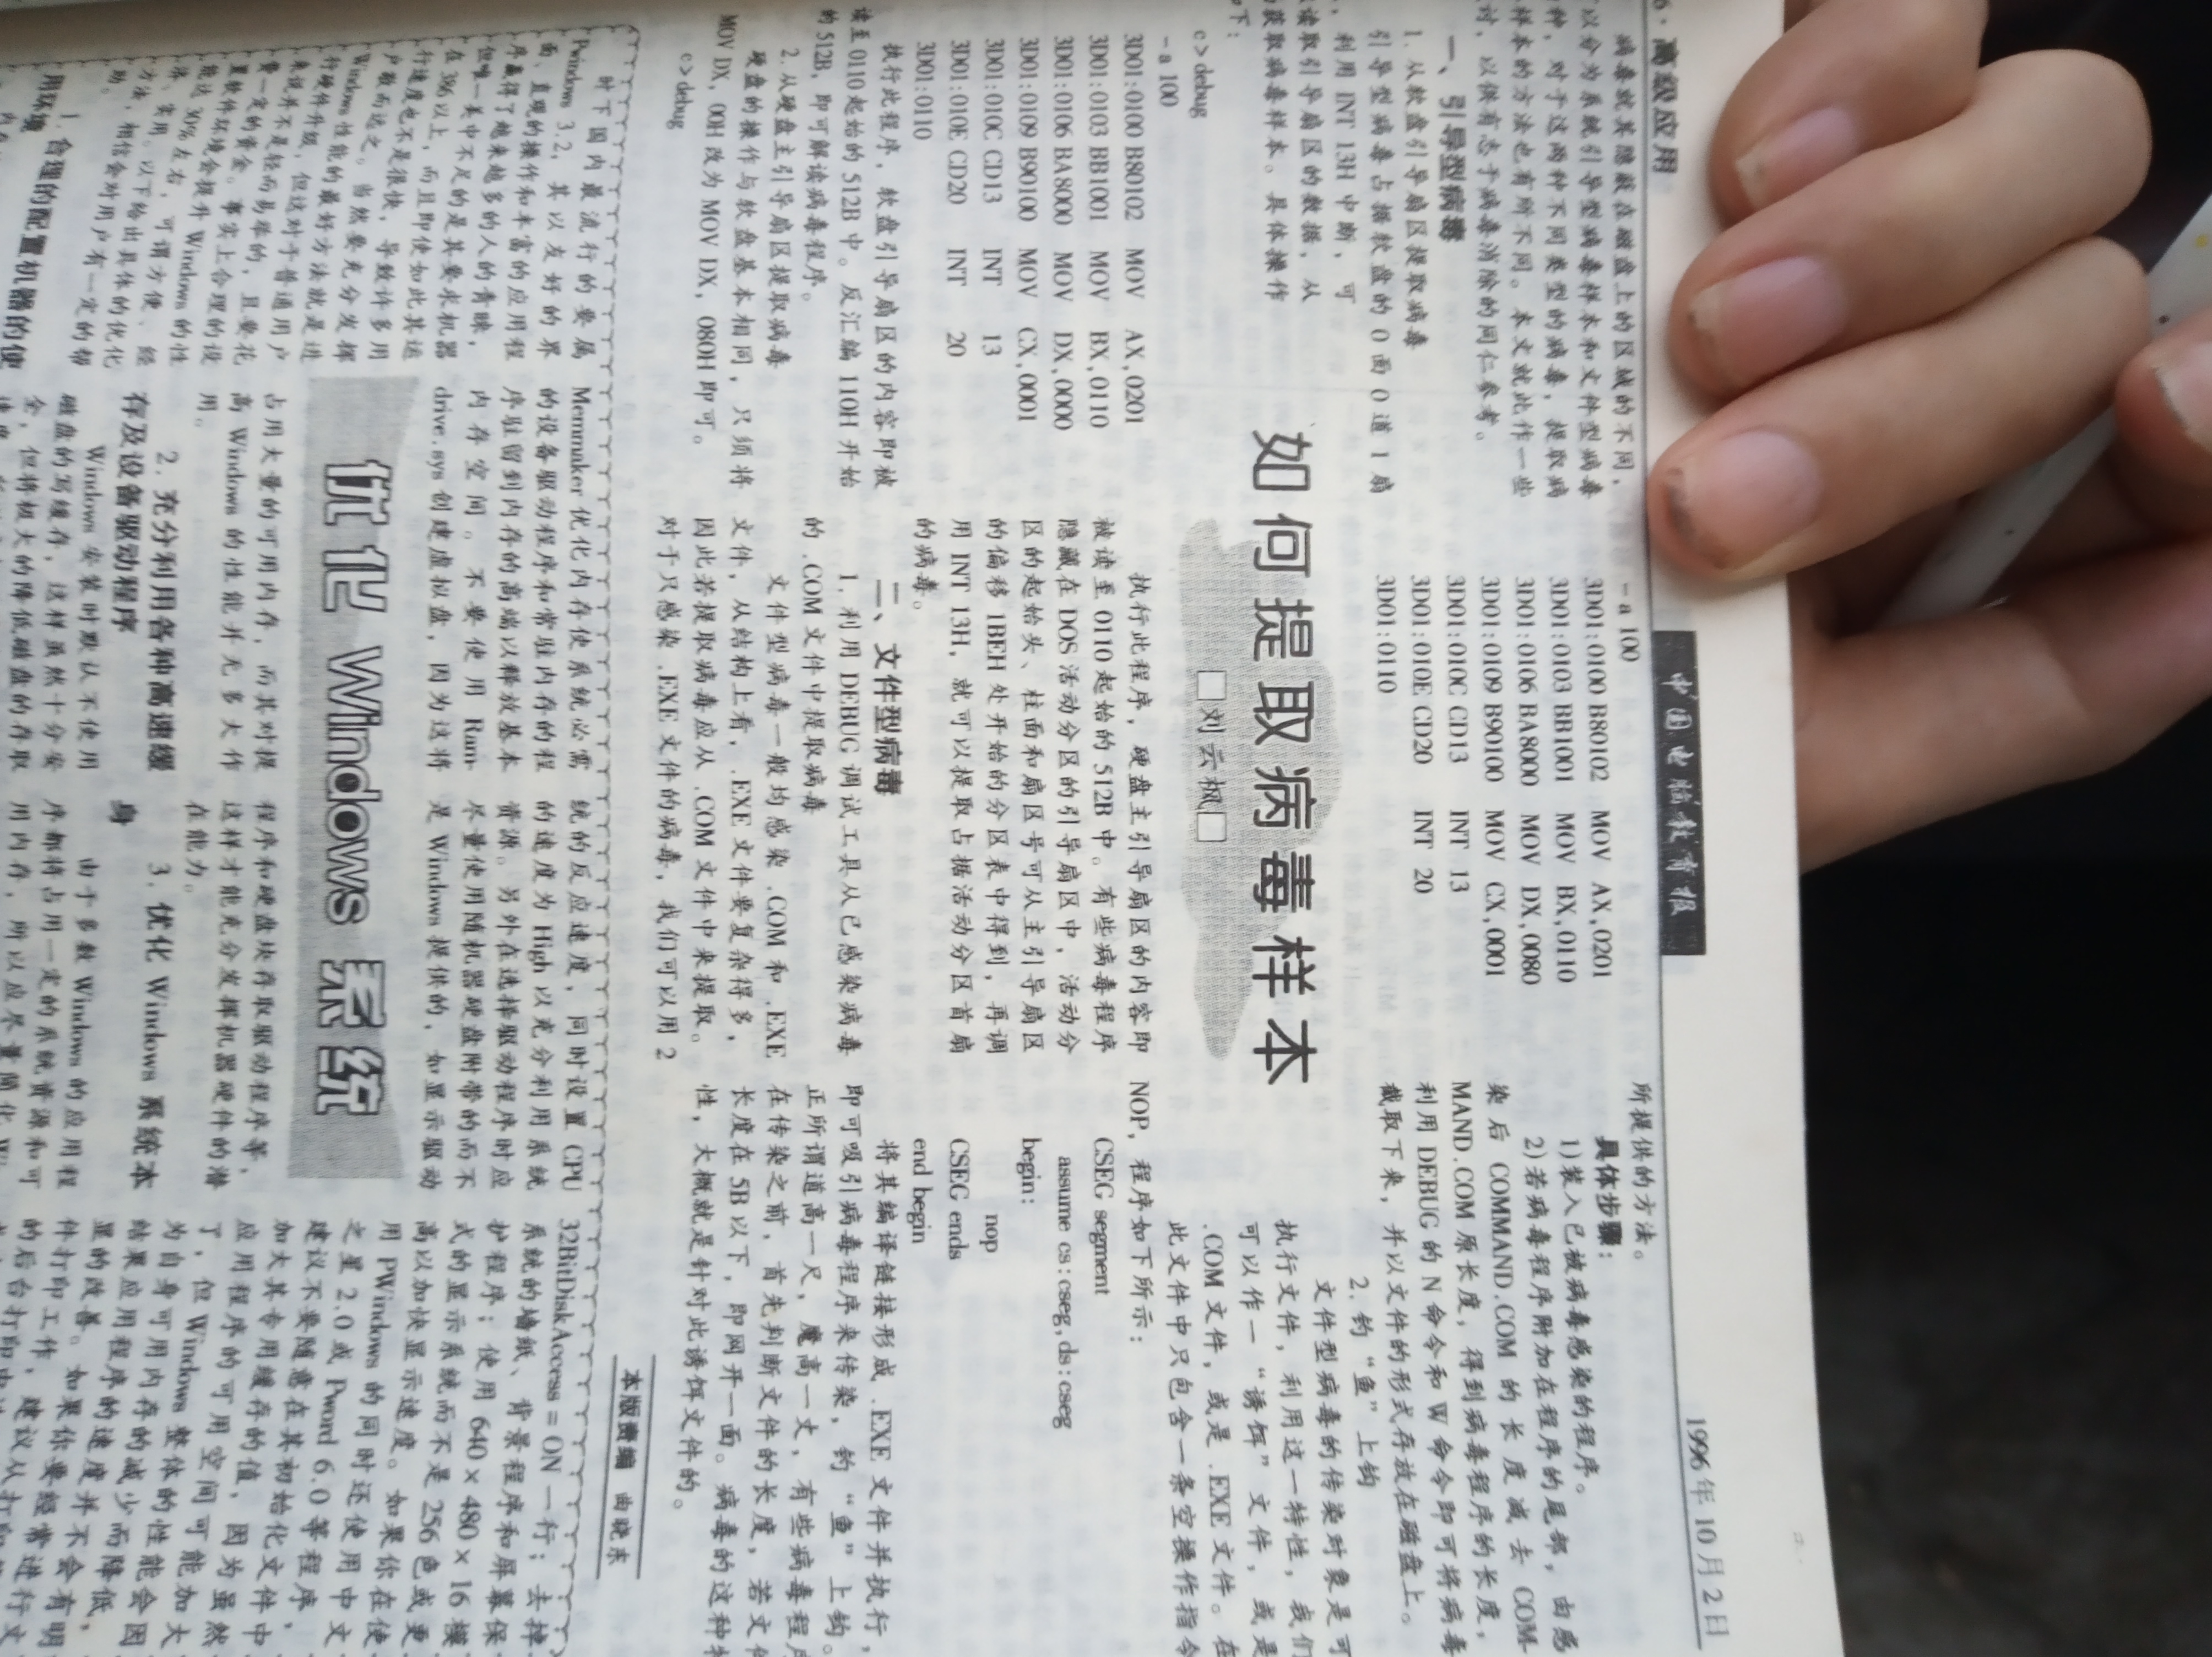 6·高级应用
中国电脑教育报
1996年10月2日
如何提取病毒样本
□刘云枫□
病毒或其隐藏在磁盘上的区域的不同,
以分为系统引导型病毒样本和文件型病毒
种,对于这两种不同类型的病毒,提取病
样本的方法也有所不同。本文就此作一些
讨,以供有志于病毒消除的同仁参考。
一、引导型病毒
1. 从软盘引导扇区提取病毒
引导型病毒占据软盘的0面0道1扇
,利用 INT 13H 中断,可
读取引导扇区的数据,从
获取病毒样本。具体操作
下:
c>debug
-a 100
3D01:0100 B80102 MOV AX,0201
3D01:0103 BB1001 MOV BX,0110
3D01:0106 BA8000 MOV DX,0000
3D01:0109 B90100 MOV CX,0001
3D01:010C CD13 INT 13
3D01:010E CD20 INT 20
3D01:0110
执行此程序,软盘引导扇区的内容即被
读至0110起始的512B中。反汇编110H开始
的512B,即可解读病毒程序。
2. 从硬盘主引导扇区提取病毒
硬盘的操作与软盘基本相同,只须将
MOV DX,00H改为MOV DX,080H即可。
c>debug
-a 100
3D01:0100 B80102 MOV AX,0201
3D01:0103 BB1001 MOV BX,0110
3D01:0106 BA8000 MOV DX,0080
3D01:0109 B90100 MOV CX,0001
3D01:010C CD13 INT 13
3D01:010E CD20 INT 20
3D01:0110
执行此程序,硬盘主引导扇区的内容即
被读至0110起始的512B中。有些病毒程序
隐藏在DOS活动分区的引导扇区中,活动分
区的起始头、柱面和扇区号可从主引导扇区
的偏移1BEH处开始的分区表中得到,再调
用INT 13H,就可以提取占据活动分区首扇
的病毒。
二、文件型病毒
1. 利用DEBUG调试工具从已感染病毒
的.COM文件中提取病毒
文件型病毒一般均感染.COM和.EXE
文件,从结构上看,.EXE文件要复杂得多,
因此若提取病毒应从.COM文件中来提取。
对于只感染.EXE文件的病毒,我们可以用2
所提供的方法。
具体步骤:
1)装入已被病毒感染的程序。
2)若病毒程序附加在程序的尾部,由感
染后COMMAND.COM的长度减去COM-
MAND.COM原长度,得到病毒程序的长度,
利用DEBUG的N命令和W命令即可将病毒
截取下来,并以文件的形式存放在磁盘上。
2. 钓“鱼”上钩
文件型病毒的传染对象是可
执行文件,利用这一特性,我们
可以作一“诱饵”文件,或是
.COM文件,或是.EXE文件。在
此文件中只包含一条空操作指令
NOP,程序如下所示:
CSEG segment
assume cs:cseg,ds:cseg
begin:
nop
CSEG ends
end begin
将其编译链接形成.EXE文件并执行,
即可吸引病毒程序来传染,钓“鱼”上钩。
正所谓道高一尺,魔高一丈,有些病毒程序
在传染之前,首先判断文件的长度,若文件
长度在5B以下,即网开一面。病毒的这种特
性,大概就是针对此诱饵文件的。
本版责编 曲晓东
优化 Windows 系统
时下国内最流行的要属
Pwindows 3.2,其以友好的界
面、直观的操作和丰富的应用程
序赢得了越来越多的人的青睐,
但唯一美中不足的是其要求机器
在386以上,而且即使如此其运
行速度也不是很快,导致许多用
户敬而远之。当然要充分发挥
Windows性能的最好方法就是进
行硬件升级,但这对于普通用户
来说并不是轻而易举的,且要花
费一定的资金。事实上合理的设
置软件环境会提升Windows的性
能达30%左右,可谓方便、经
济、实用。以下给出具体的优化
方法,相信会对用户有一定的帮
助。
1. 合理的配置机器的使
用环境
Memmaker优化内存使系统必需
的设备驱动程序和常驻内存的程
序驻留到内存的高端以释放基本
内存空间。不要使用Ram-
drive.sys创建虚拟盘,因为这将
占用大量的可用内存,而其对提
高Windows的性能并无多大作
用。
2. 充分利用各种高速缓
存及设备驱动程序
Windows安装时默认不使用
磁盘的写缓存,这样虽然十分安
全,但将极大的降低磁盘的存取
统的反应速度,同时设置CPU
的速度为High以充分利用系统
资源。另外在选择驱动程序时应
尽量使用随机器硬盘附带的而不
是Windows提供的,如显示驱动
程序和硬盘块存取驱动程序等,
这样才能充分发挥机器硬件的潜
在能力。
3. 优化 Windows 系统本
身
由于多数Windows的应用程
序都将占用一定的系统资源和可
用内存,所以应尽量简化
32BitDiskAccess=ON一行;去掉
系统的墙纸、背景程序和屏幕保
护程序;使用640×480×16模
式的显示系统而不是256色或更
高以加快显示速度。如果你在使
用PWindows的同时还使用中文
之星2.0或Pword 6.0等程序,
建议不要随意在其初始化文件中
加大其专用缓存的值,因为虽然
应用程序的可用空间可能加大
了,但Windows整体的性能会因
为自身可用内存的减少而降低,
结果应用程序的速度并不会有明
显的改善。如果你要经常进行文
件打印工作,建议从打印
的后台打印